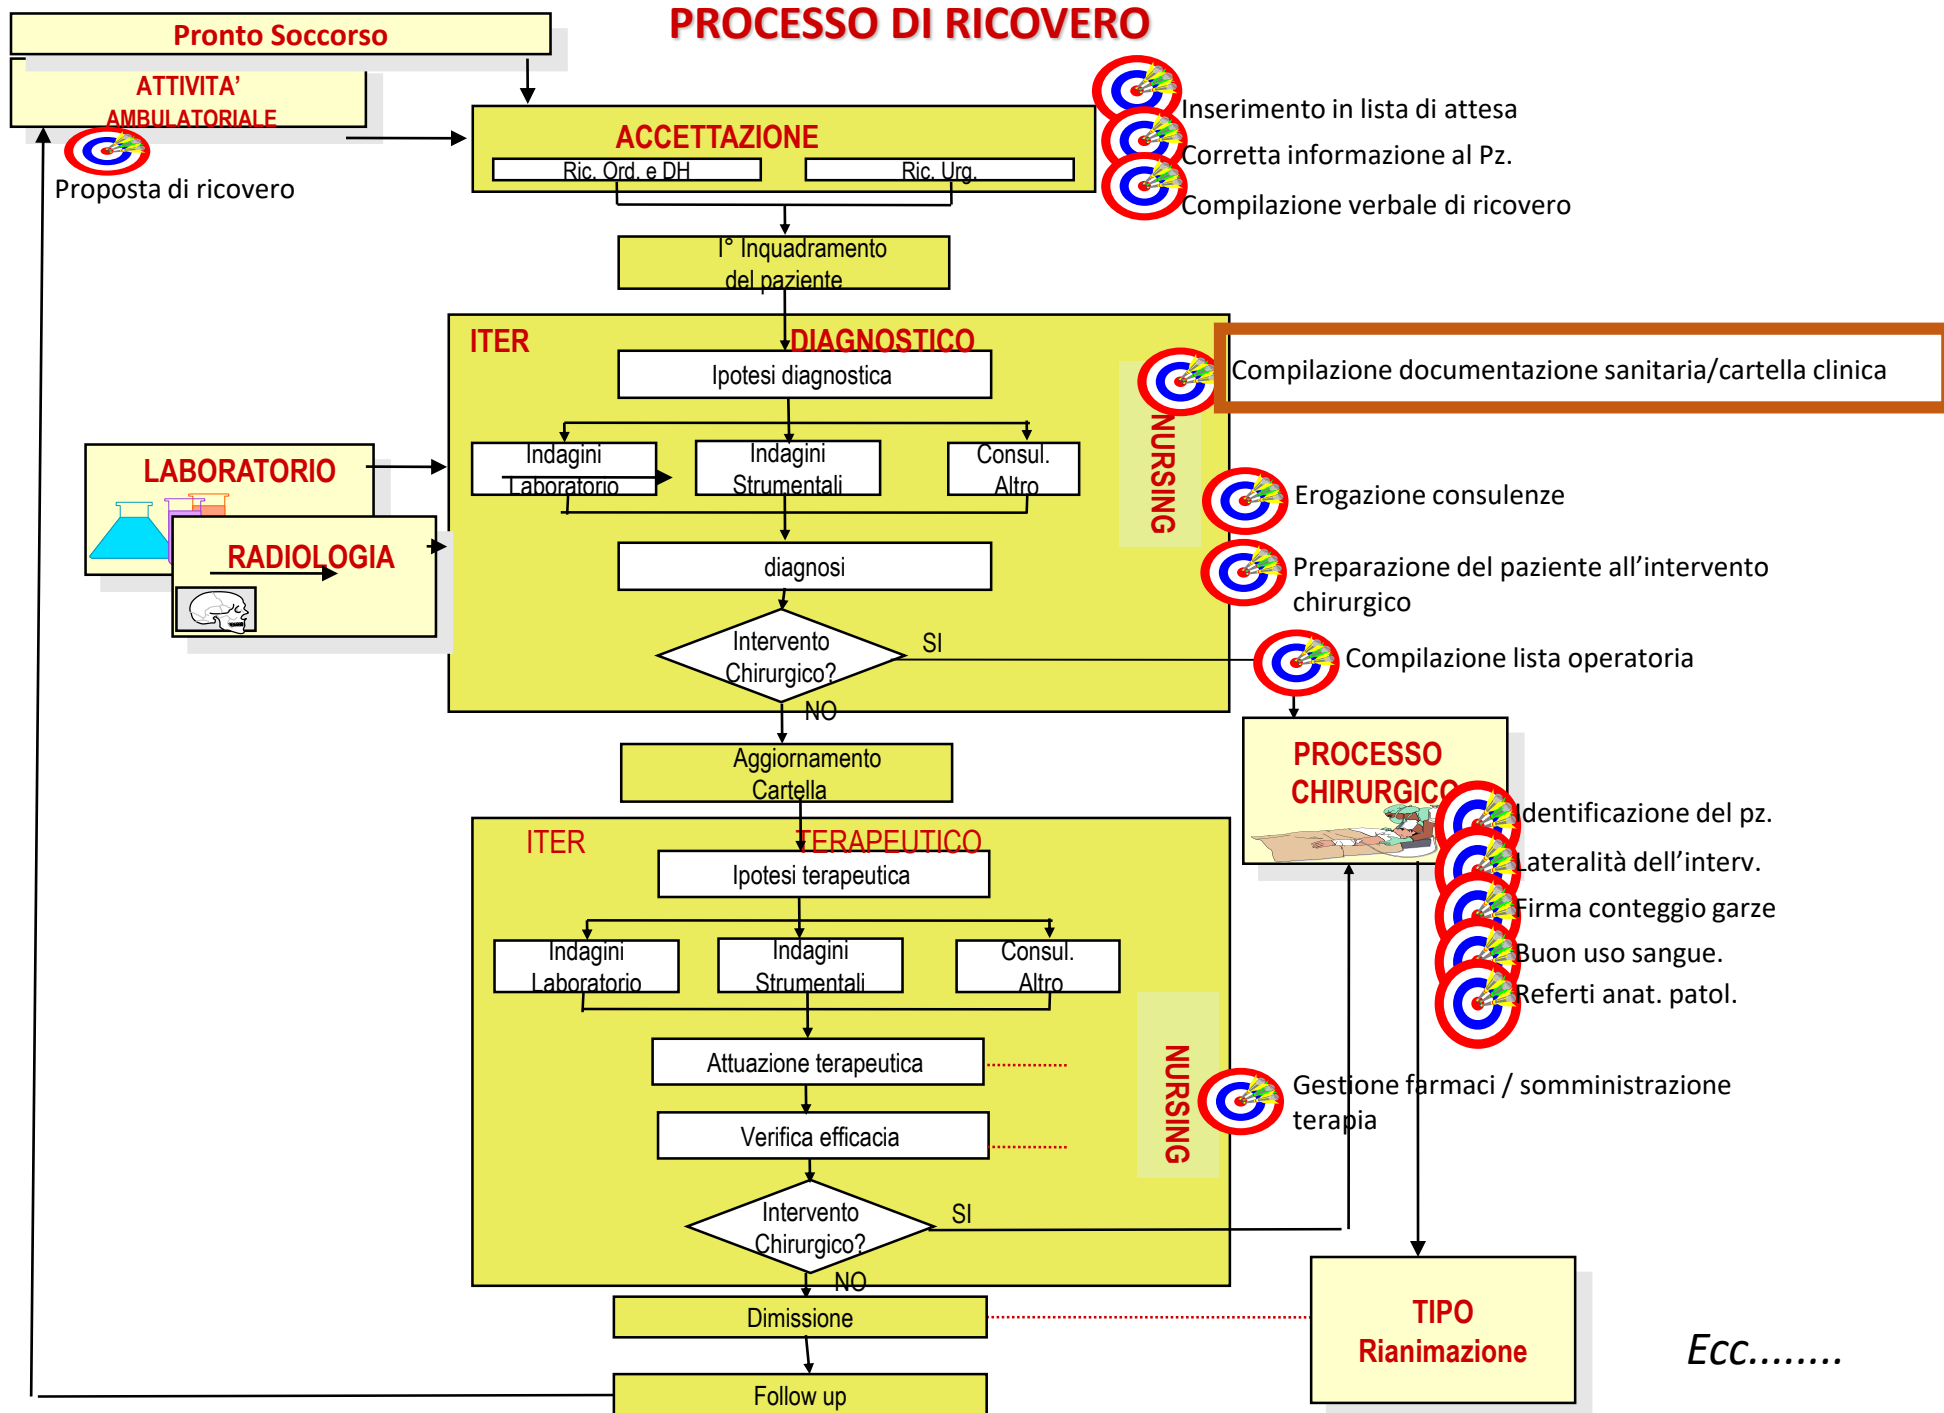 PROCESSO DI RICOVERO
Pronto Soccorso
ATTIVITA’
AMBULATORIALE
Proposta di ricovero
ACCETTAZIONE
Ric. Ord. e DH
Ric. Urg.
Inserimento in lista di attesa
Corretta informazione al Pz.
Compilazione verbale di ricovero
I° Inquadramento
del paziente
ITER DIAGNOSTICO
Ipotesi diagnostica
NURSING
Compilazione documentazione sanitaria/cartella clinica
Indagini
Laboratorio
Indagini
Strumentali
Consul.
Altro
LABORATORIO
RADIOLOGIA
Erogazione consulenze
diagnosi
Preparazione del paziente all’intervento
chirurgico
Intervento
Chirurgico?
SI
NO
Compilazione lista operatoria
Aggiornamento
Cartella
PROCESSO
CHIRURGICO
Identificazione del pz.
Lateralità dell’interv.
Firma conteggio garze
Buon uso sangue.
Referti anat. patol.
ITER TERAPEUTICO
Ipotesi terapeutica
Indagini
Laboratorio
Indagini
Strumentali
Consul.
Altro
Attuazione terapeutica
NURSING
Gestione farmaci / somministrazione
terapia
Verifica efficacia
Intervento
Chirurgico?
SI
NO
Dimissione
TIPO
Rianimazione
Ecc........
Follow up